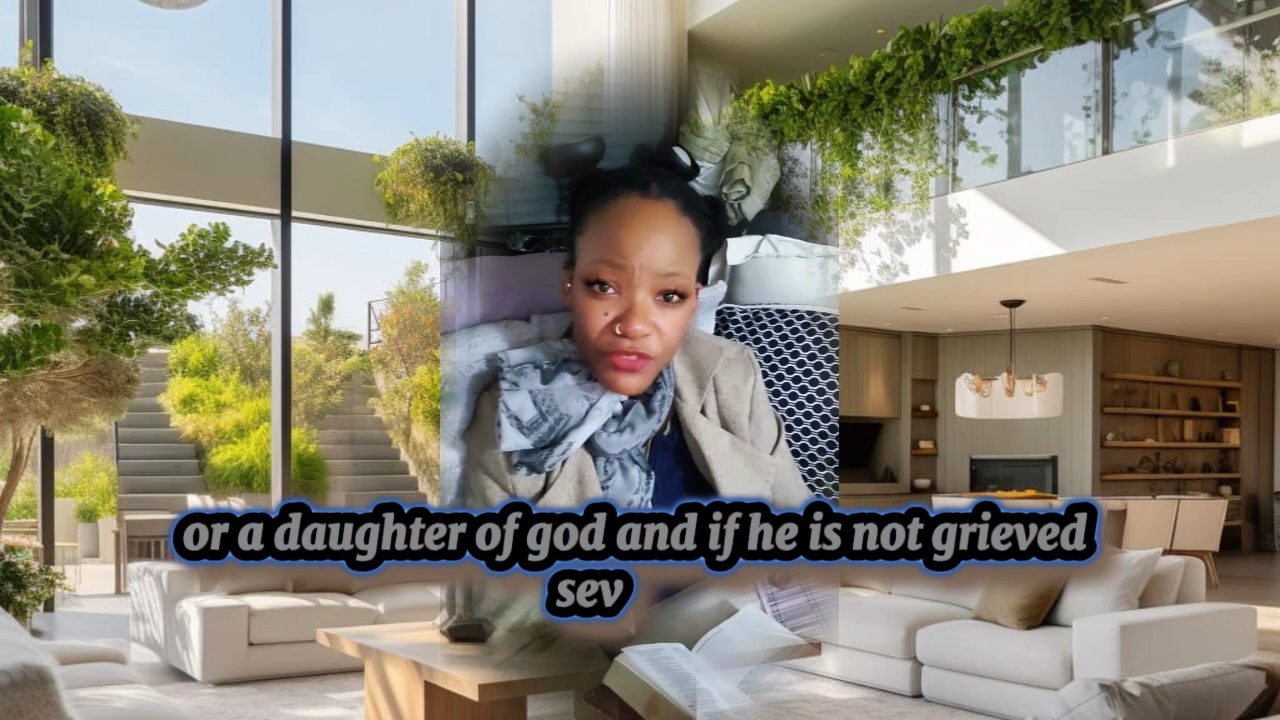 or a daughter of god and if he is not grieved
sev